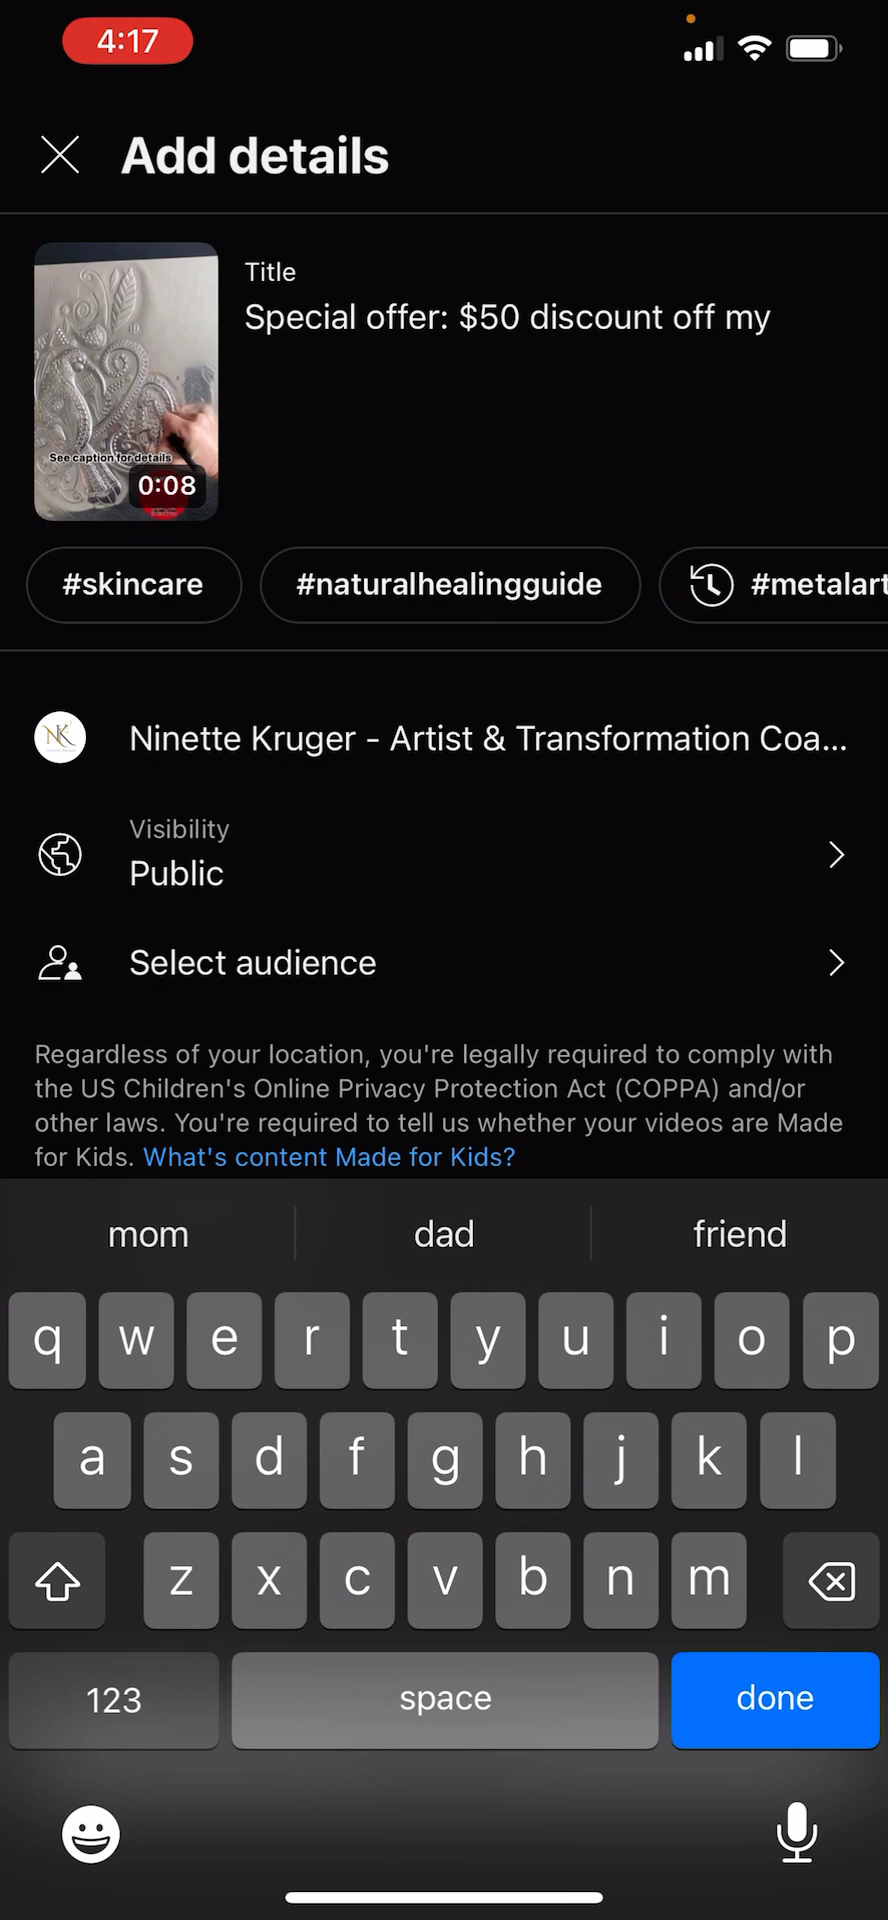 4:17
Add details
Title
Special offer: $50 discount off my
See caption for details
0:08
#skincare
#naturalhealingguide
#metalart
NK
Ninette Kruger - Artist & Transformation Coa...
Visibility
Public
Select audience
Regardless of your location, you're legally required to comply with
the US Children's Online Privacy Protection Act (COPPA) and/or
other laws. You're required to tell us whether your videos are Made
for Kids. What's content Made for Kids?
mom dad friend
q w e r t y u i o p
a s d f g h j k l
z x c v b n m
123 space done